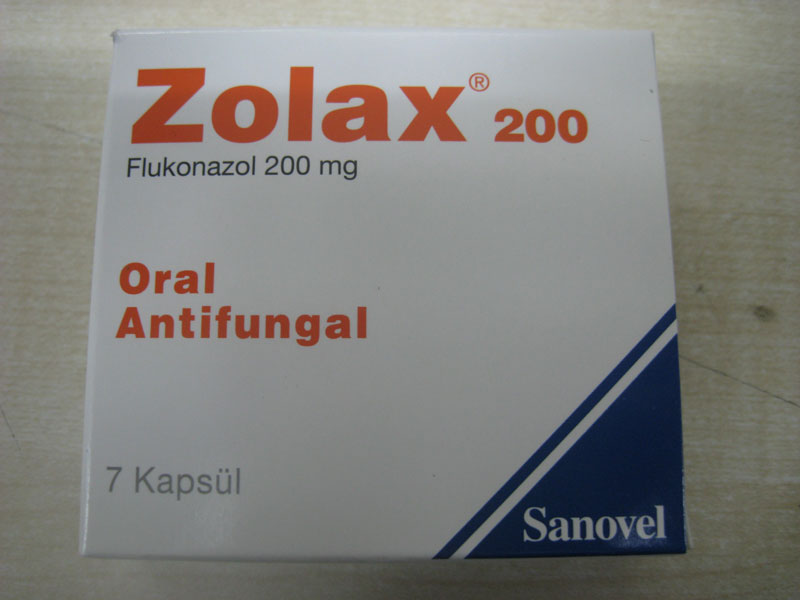 Zolax® 200
Flukonazol 200 mg
Oral
Antifungal
7 Kapsül
Sanovel